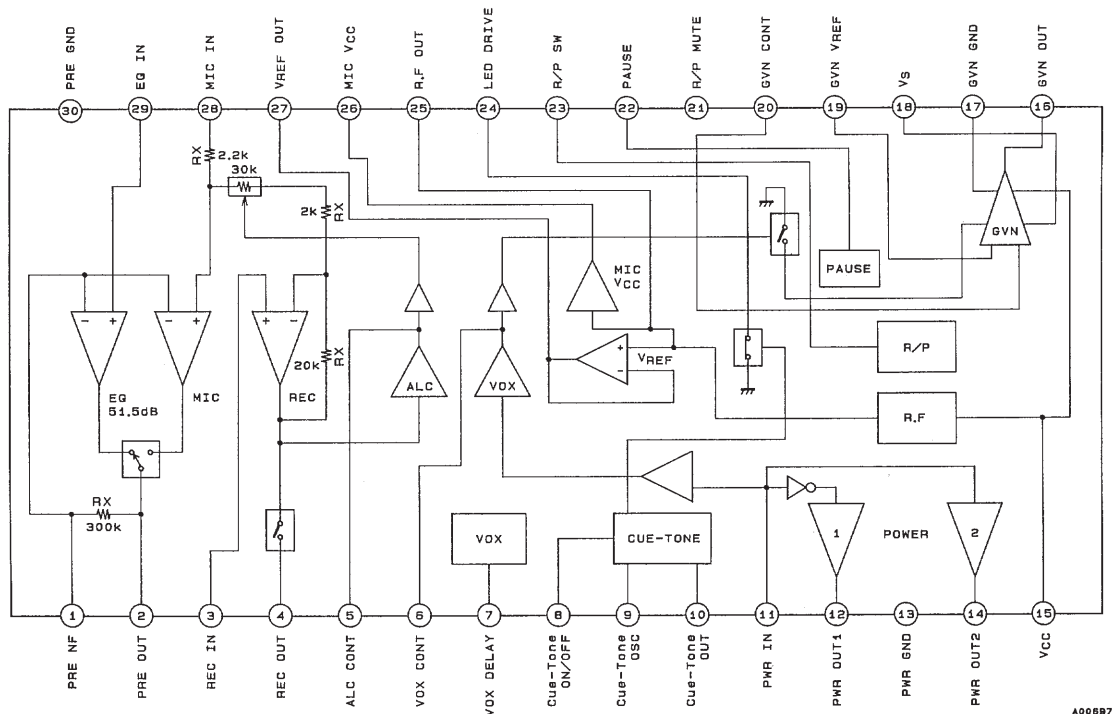 PRE GND
EQ IN
MIC IN
VREF OUT
MIC VCC
R.F OUT
LED DRIVE
R/P SW
PAUSE
R/P MUTE
GVN CONT
GVN VREF
VS
GVN GND
GVN OUT
30
29
28
27
26
25
24
23
22
21
20
19
18
17
16
RX
2.2k
30k
2k
RX
GVN
PAUSE
MIC
VCC
- +
- +
+ -
20k
RX
+
-
VREF
R/P
ALC
VOX
EQ
51.5dB
MIC
REC
R.F
RX
300k
VOX
CUE-TONE
1
POWER
2
1
2
3
4
5
6
7
8
9
10
11
12
13
14
15
PRE NF
PRE OUT
REC IN
REC OUT
ALC CONT
VOX CONT
VOX DELAY
Cue-Tone
ON/OFF
Cue-Tone
OSC
Cue-Tone
OUT
PWR IN
PWR OUT1
PWR GND
PWR OUT2
VCC
A00597